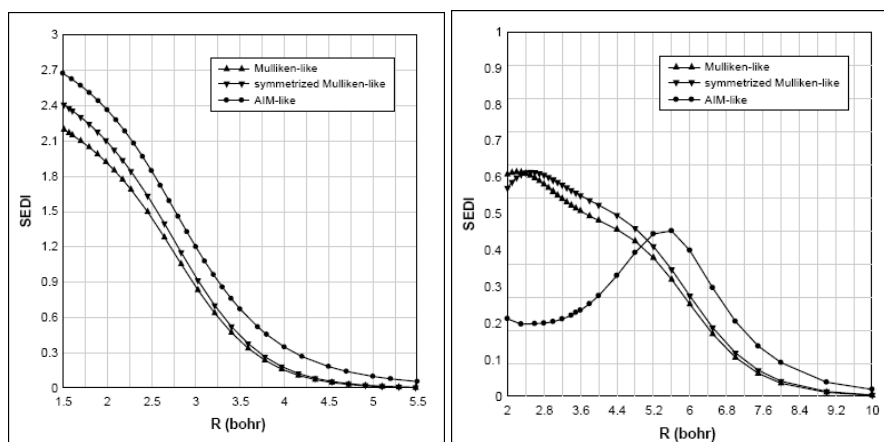 3
2.7
2.4
2.1
1.8
1.5
1.2
0.9
0.6
0.3
0
SEDI
Mulliken-like
symmetrized Mulliken-like
AIM-like
1.5 2 2.5 3 3.5 4 4.5 5 5.5
R (bohr)
1
0.9
0.8
0.7
0.6
0.5
0.4
0.3
0.2
0.1
0
SEDI
Mulliken-like
symmetrized Mulliken-like
AIM-like
2 2.8 3.6 4.4 5.2 6 6.8 7.6 8.4 9.2 10
R (bohr)